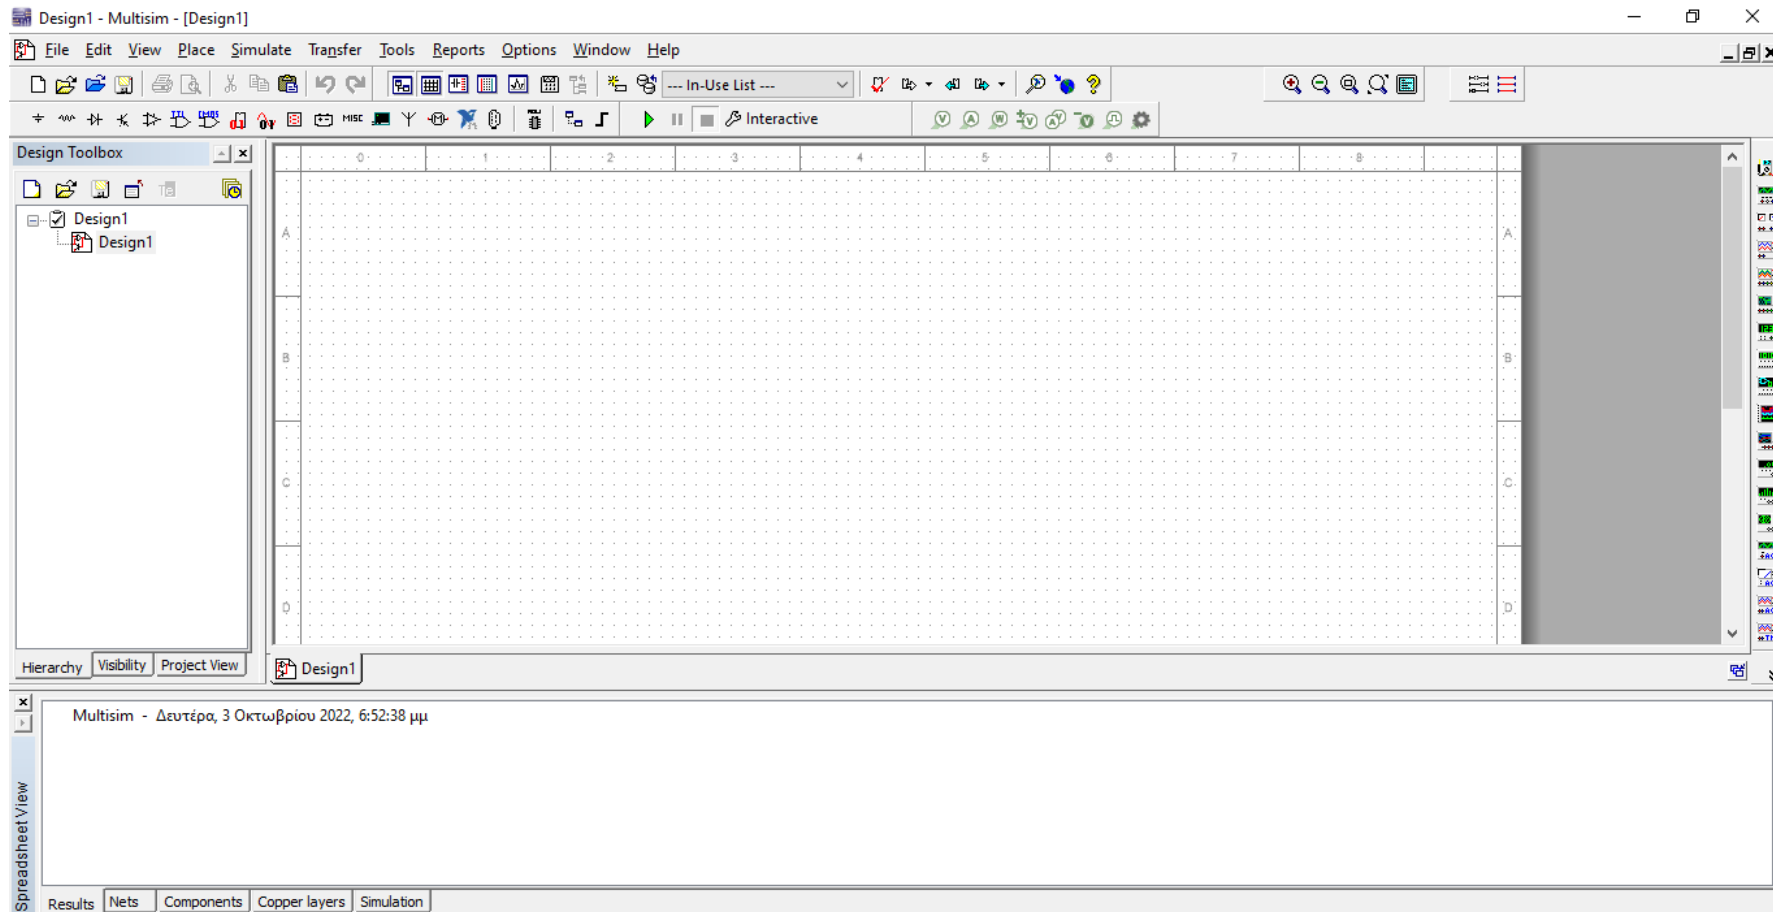 Design1 - Multisim - [Design1]
File Edit View Place Simulate Transfer Tools Reports Options Window Help
--- In-Use List ---
TTL CMOS MISC Interactive
V A W V A V V
Design Toolbox
0 1 2 3 4 5 6 7 8
Design1
Design1
A A
B B
C C
D D
Hierarchy Visibility Project View
Design1
Multisim - Δευτέρα, 3 Οκτωβρίου 2022, 6:52:38 μμ
Spreadsheet View
Results Nets Components Copper layers Simulation